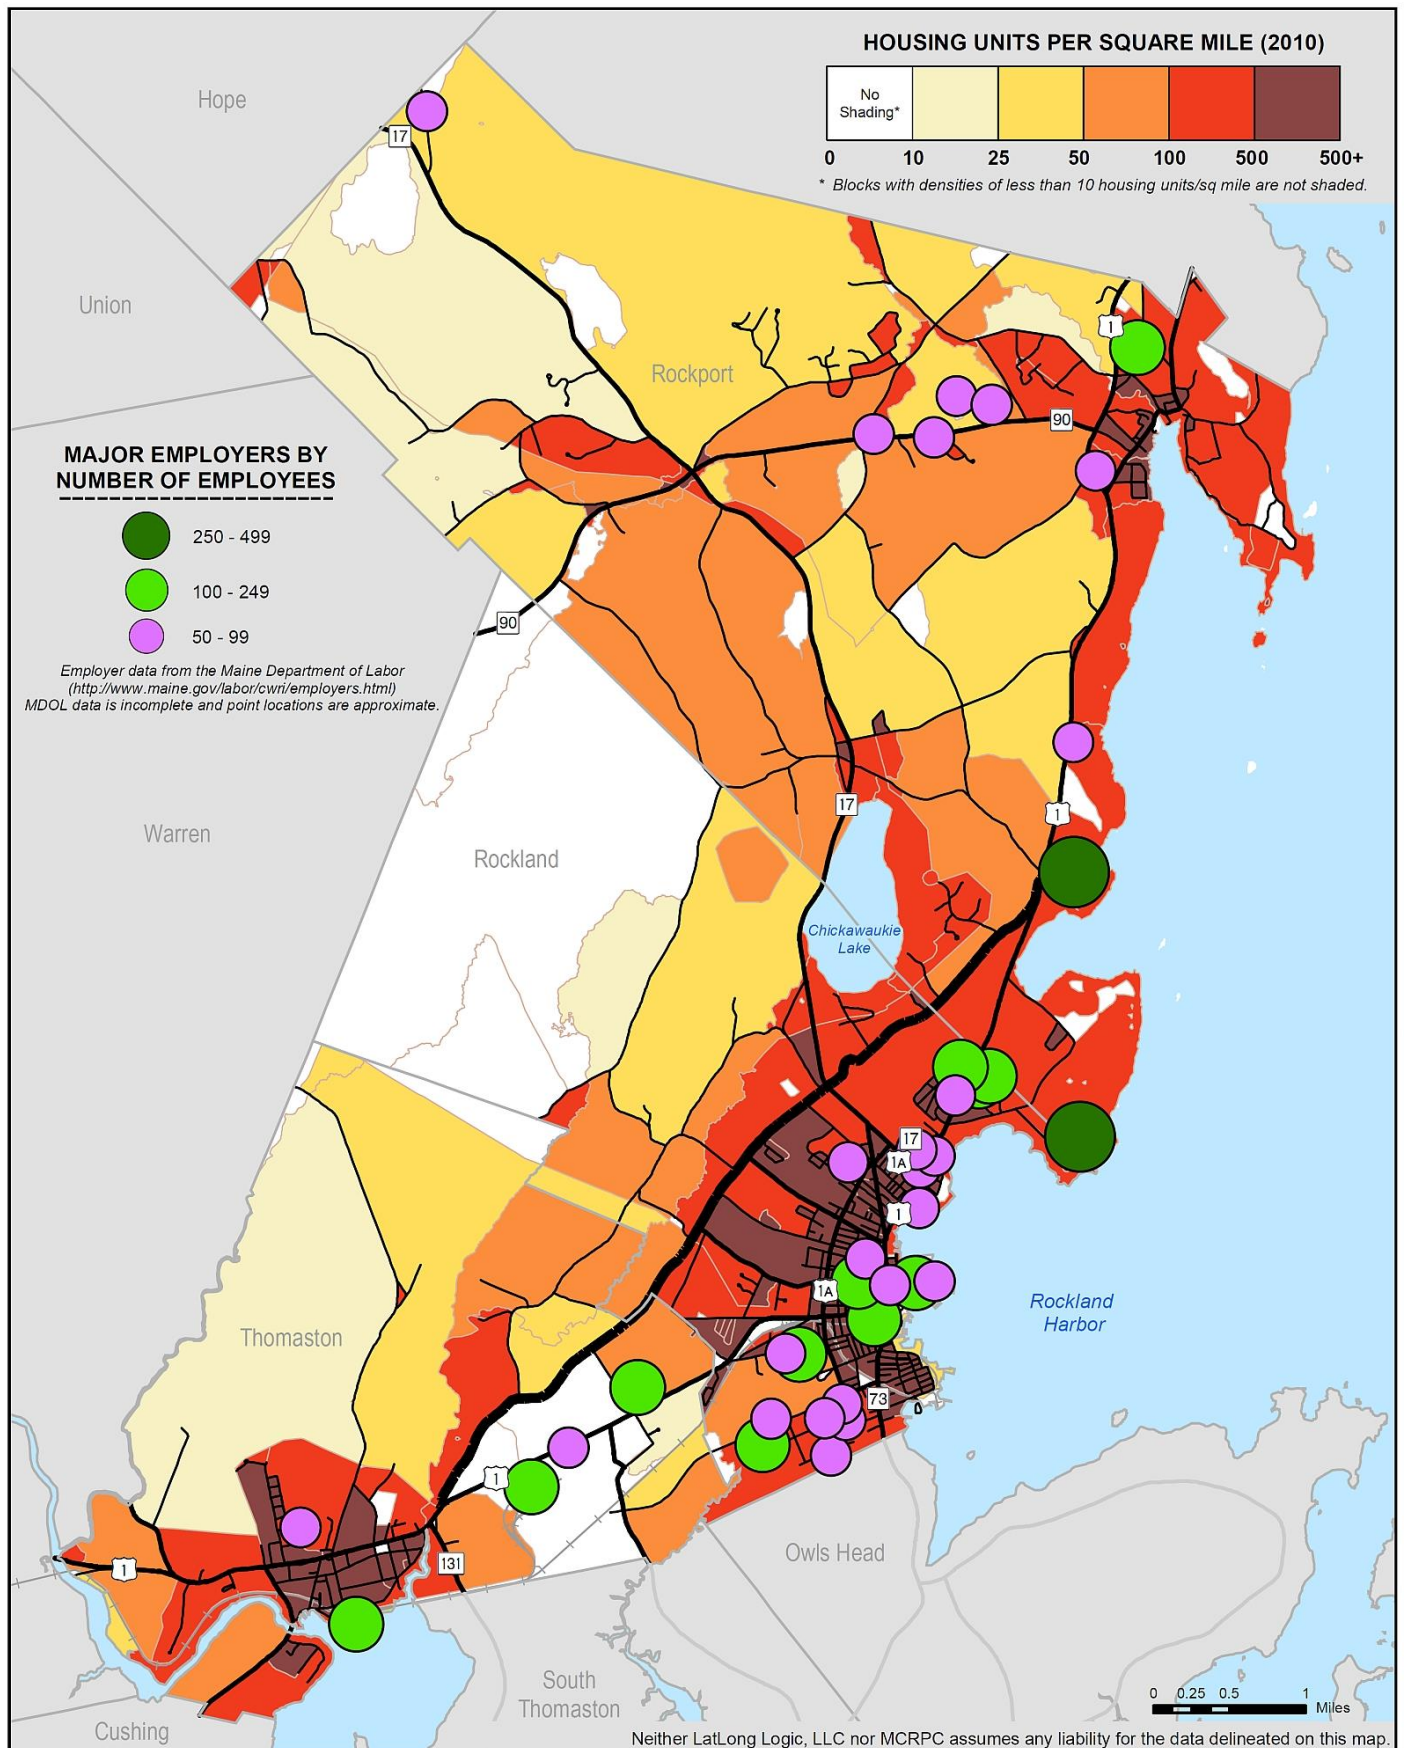 HOUSING UNITS PER SQUARE MILE (2010)
No
Shading*
0 10 25 50 100 500 500+
* Blocks with densities of less than 10 housing units/sq mile are not shaded.
Hope
17
Union
1
Rockport
90
MAJOR EMPLOYERS BY
NUMBER OF EMPLOYEES
250 - 499
100 - 249
50 - 99
Employer data from the Maine Department of Labor
(http://www.maine.gov/labor/cwri/employers.html)
MDOL data is incomplete and point locations are approximate.
90
17
1
Warren
Rockland
Chickawaukie
Lake
17
1A
1
1A
Rockland
Harbor
Thomaston
73
1
Owls Head
1
131
South
Thomaston
Cushing
0 0.25 0.5 1
Miles
Neither LatLong Logic, LLC nor MCRPC assumes any liability for the data delineated on this map.